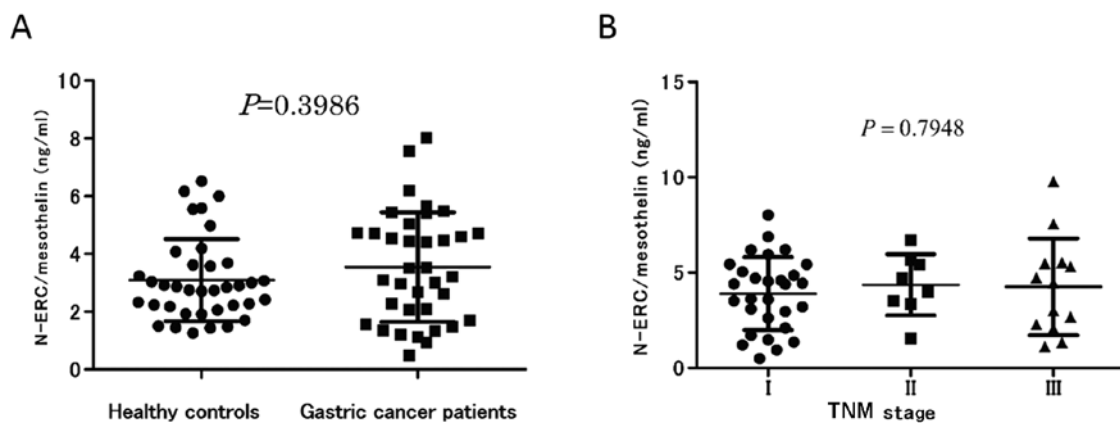 A
N-ERC/mesothelin (ng/ml)
10
8
6
4
2
0
P=0.3986
Healthy controls
Gastric cancer patients
B
N-ERC/mesothelin (ng/ml)
15
10
5
0
P = 0.7948
I
II
III
TNM stage